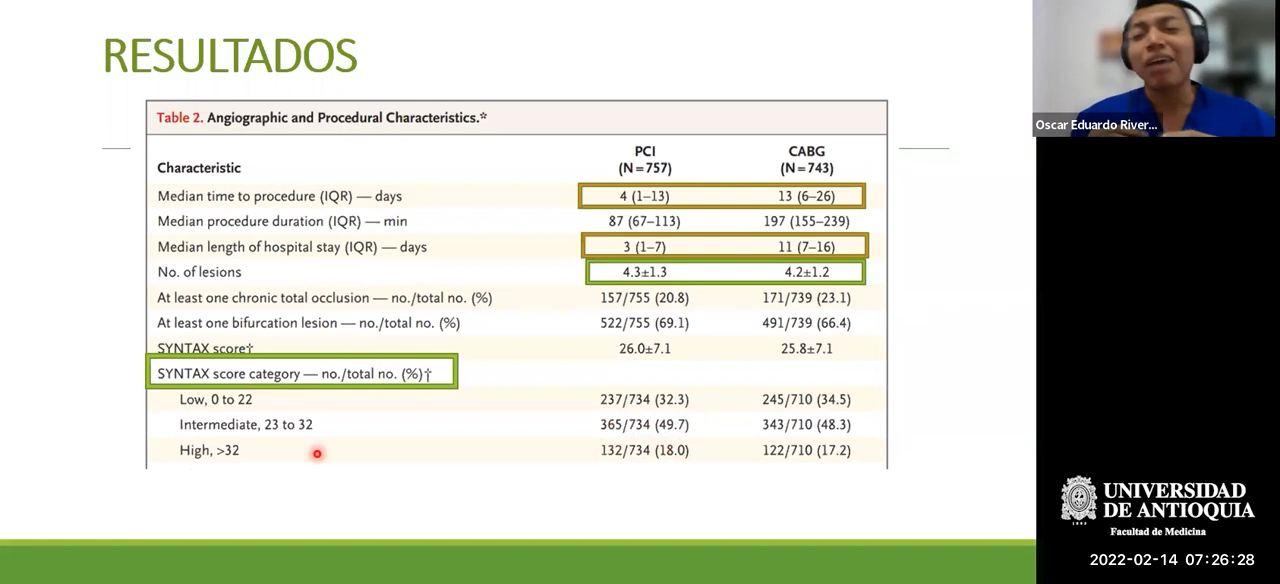 RESULTADOS
Table 2. Angiographic and Procedural Characteristics.*
Characteristic PCI (N=757) CABG (N=743)
Median time to procedure (IQR) — days 4 (1–13) 13 (6–26)
Median procedure duration (IQR) — min 87 (67–113) 197 (155–239)
Median length of hospital stay (IQR) — days 3 (1–7) 11 (7–16)
No. of lesions 4.3±1.3 4.2±1.2
At least one chronic total occlusion — no./total no. (%) 157/755 (20.8) 171/739 (23.1)
At least one bifurcation lesion — no./total no. (%) 522/755 (69.1) 491/739 (66.4)
SYNTAX score† 26.0±7.1 25.8±7.1
SYNTAX score category — no./total no. (%)†
Low, 0 to 22 237/734 (32.3) 245/710 (34.5)
Intermediate, 23 to 32 365/734 (49.7) 343/710 (48.3)
High, >32 132/734 (18.0) 122/710 (17.2)
Oscar Eduardo River...
UNIVERSIDAD
DE ANTIOQUIA
Facultad de Medicina
1803
2022-02-14 07:26:28